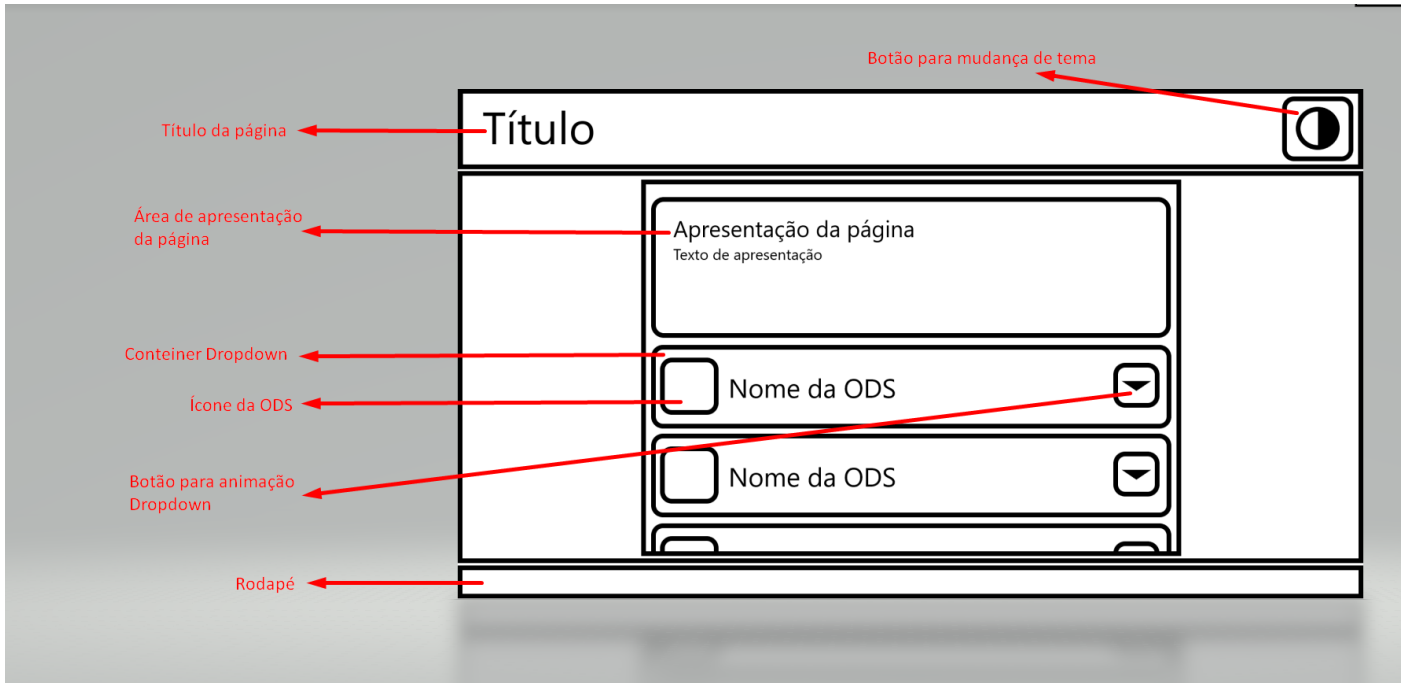 Botão para mudança de tema
Título da página
Título
Área de apresentação
da página
Apresentação da página
Texto de apresentação
Conteiner Dropdown
Ícone da ODS
Nome da ODS
Botão para animação
Dropdown
Nome da ODS
Rodapé